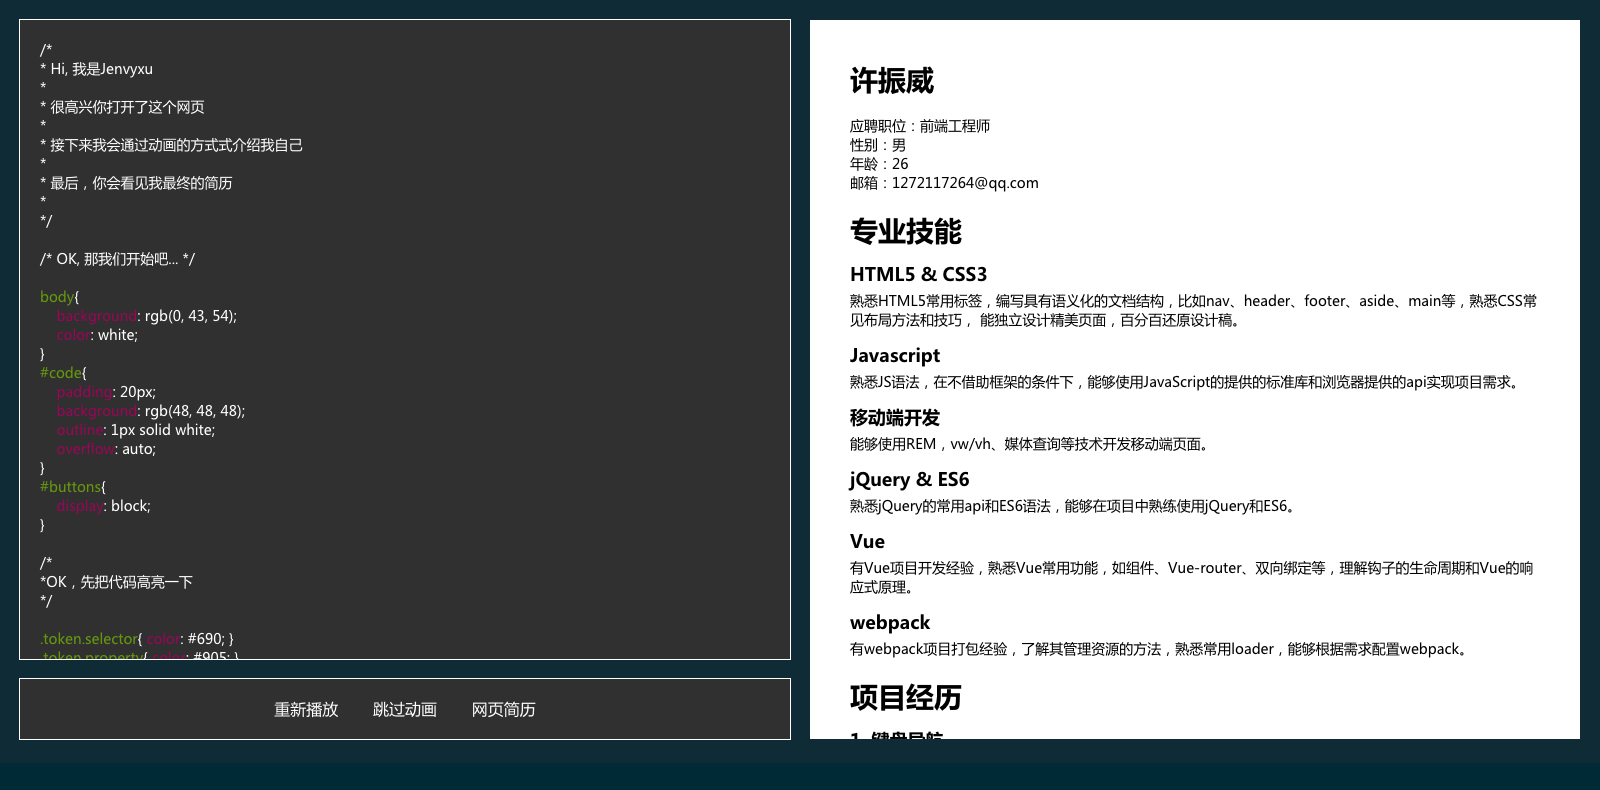 /*
* Hi, 我是Jenvyxu
*
* 很高兴你打开了这个网页
*
* 接下来我会通过动画的方式式介绍我自己
*
* 最后，你会看见我最终的简历
*
*/
/* OK, 那我们开始吧... */
body{
background: rgb(0, 43, 54);
color: white;
}
#code{
padding: 20px;
background: rgb(48, 48, 48);
outline: 1px solid white;
overflow: auto;
}
#buttons{
display: block;
}
/*
*OK，先把代码高亮一下
*/
.token.selector{ color: #690; }
.token.property{ color: #905; }
重新播放 跳过动画 网页简历
许振威
应聘职位：前端工程师
性别：男
年龄：26
邮箱：1272117264@qq.com
专业技能
HTML5 & CSS3
熟悉HTML5常用标签，编写具有语义化的文档结构，比如nav、header、footer、aside、main等，熟悉CSS常
见布局方法和技巧， 能独立设计精美页面，百分百还原设计稿。
Javascript
熟悉JS语法，在不借助框架的条件下，能够使用JavaScript的提供的标准库和浏览器提供的api实现项目需求。
移动端开发
能够使用REM，vw/vh、媒体查询等技术开发移动端页面。
jQuery & ES6
熟悉jQuery的常用api和ES6语法，能够在项目中熟练使用jQuery和ES6。
Vue
有Vue项目开发经验，熟悉Vue常用功能，如组件、Vue-router、双向绑定等，理解钩子的生命周期和Vue的响
应式原理。
webpack
有webpack项目打包经验，了解其管理资源的方法，熟悉常用loader，能够根据需求配置webpack。
项目经历
1. 键盘导航